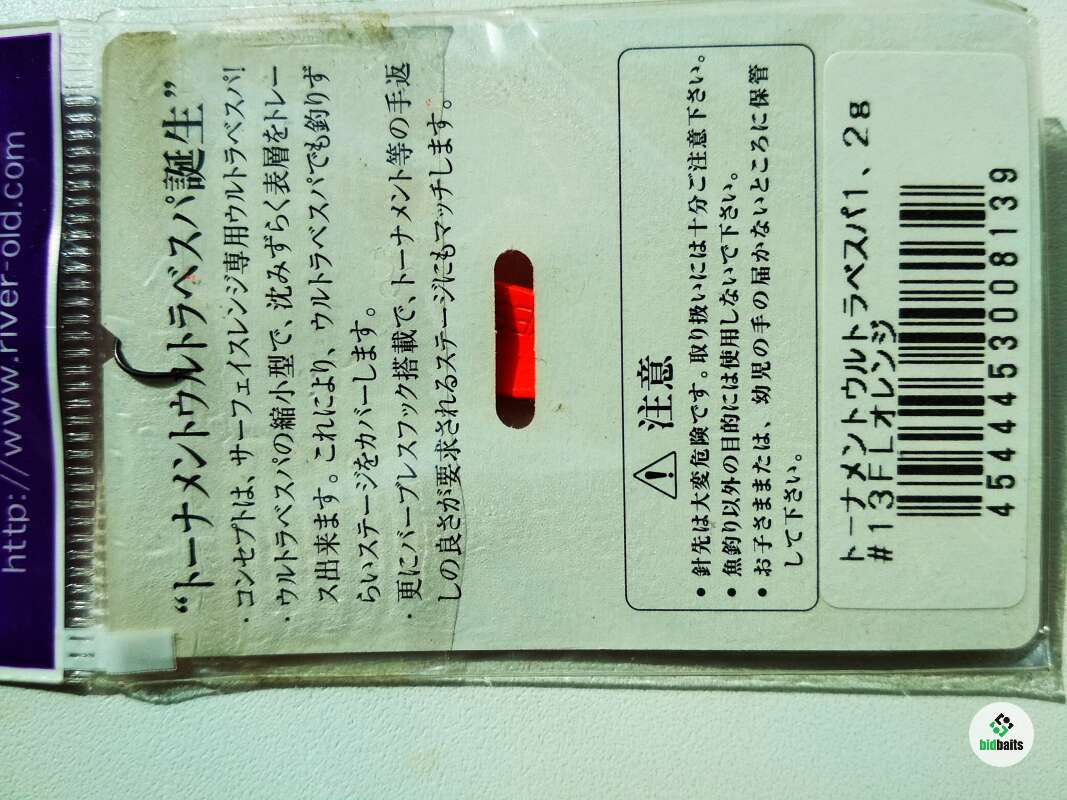 http://www.river-old.com
“トーナメントウルトラベスパ誕生”
・コンセプトは、サーフェイスレンジ専用ウルトラベスパ!
・ウルトラベスパの縮小型で、沈みずらく表層をトレー
ス出来ます。これにより、ウルトラベスパでも釣りず
らいステージをカバーします。
・更にバーブレスフック搭載で、トーナメント等の手返
しの良さが要求されるステージにもマッチします。
注意
●針先は大変危険です。取り扱いには十分ご注意下さい。
●魚釣り以外の目的には使用しないで下さい。
●お子さままたは、幼児の手の届かないところに保管
して下さい。
トーナメントウルトラベスパ1、2g
#13FLオレンジ
4544453008139
bidbaits